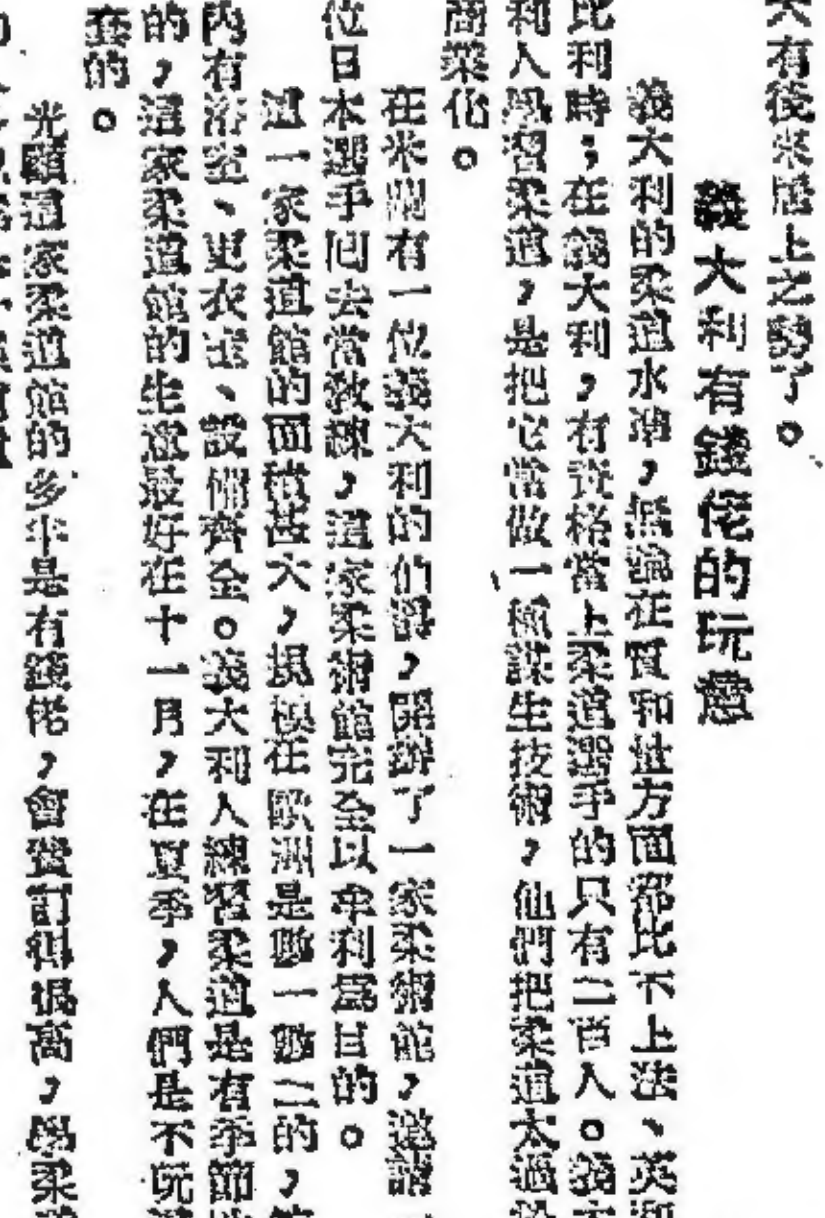 大有後來居上之勢了。
義大利有錢佬的玩意
義大利的柔道水準，無論在質和量方面都比不上法、英和
比利時；在義大利，有資格當上柔道選手的只有二百人。義大
利人學習柔道，是把它當做一種謀生技術，他們把柔道太過於
商業化。
在米蘭有一位義大利的伯爵，開辦了一家柔術館，邀請一
位日本選手回去當教練，這家柔術館完全以牟利爲目的。
這一家柔道館的面積甚大，規模在歐洲是數一數二的，館
內有浴室、更衣室、設備齊全。義大利人練習柔道是有季節性
的，這家柔道館的生意最好在十一月，在夏季，人們是不玩這
套的。
光顧這家柔道館的多半是有錢佬，會費訂得很高，學柔道